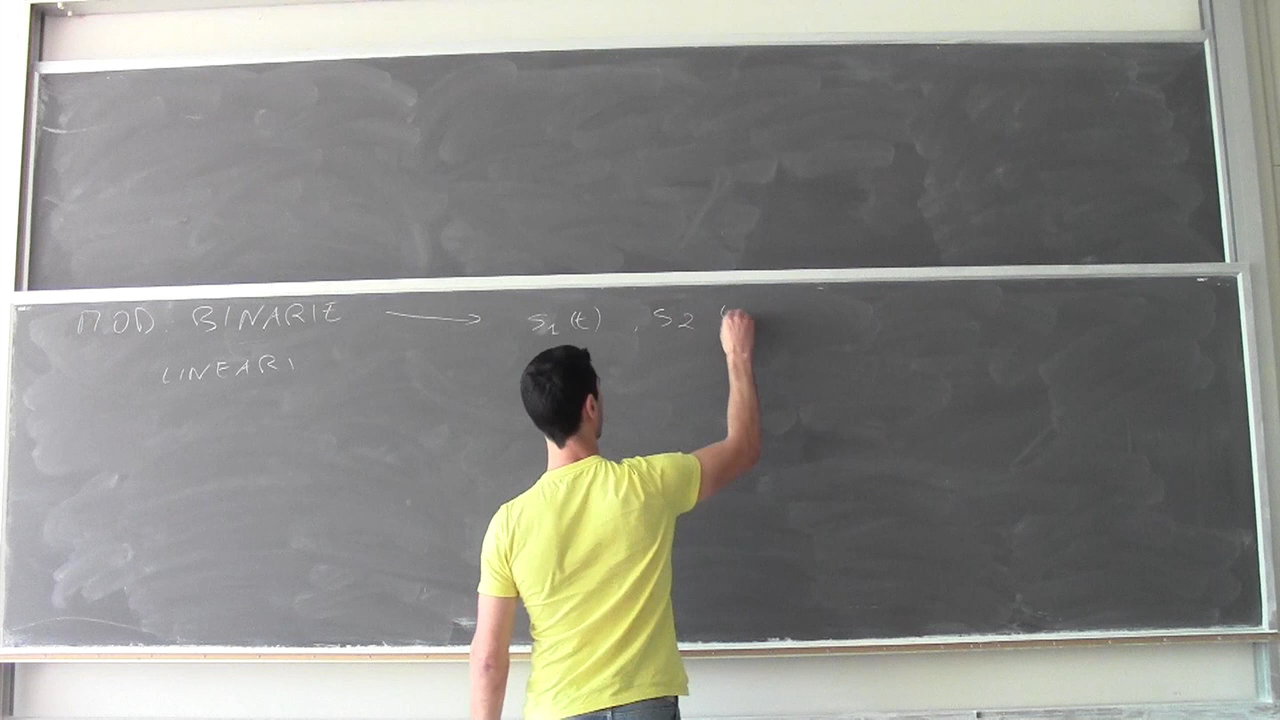 MOD. BINARIE → S1(t) , S2 (
LINEARI